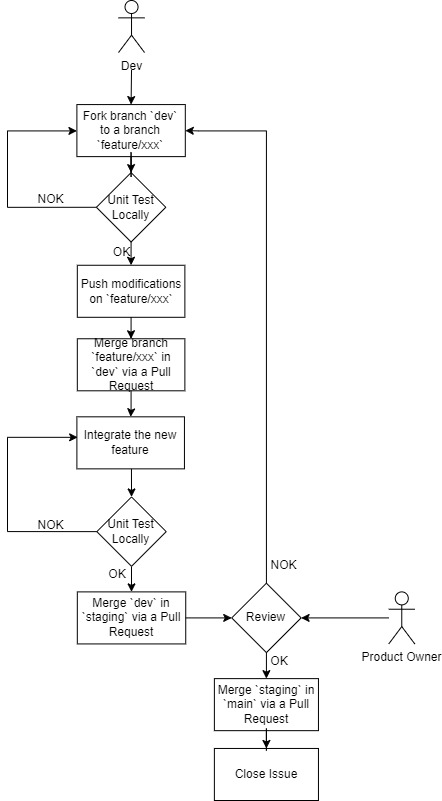 Dev
Fork branch `dev`
to a branch
`feature/xxx`
NOK
Unit Test
Locally
OK
Push modifications
on `feature/xxx`
Merge branch
`feature/xxx` in
`dev` via a Pull
Request
Integrate the new
feature
NOK
Unit Test
Locally
OK
NOK
Merge `dev` in
`staging` via a Pull
Request
Review
Product Owner
OK
Merge `staging` in
`main` via a Pull
Request
Close Issue